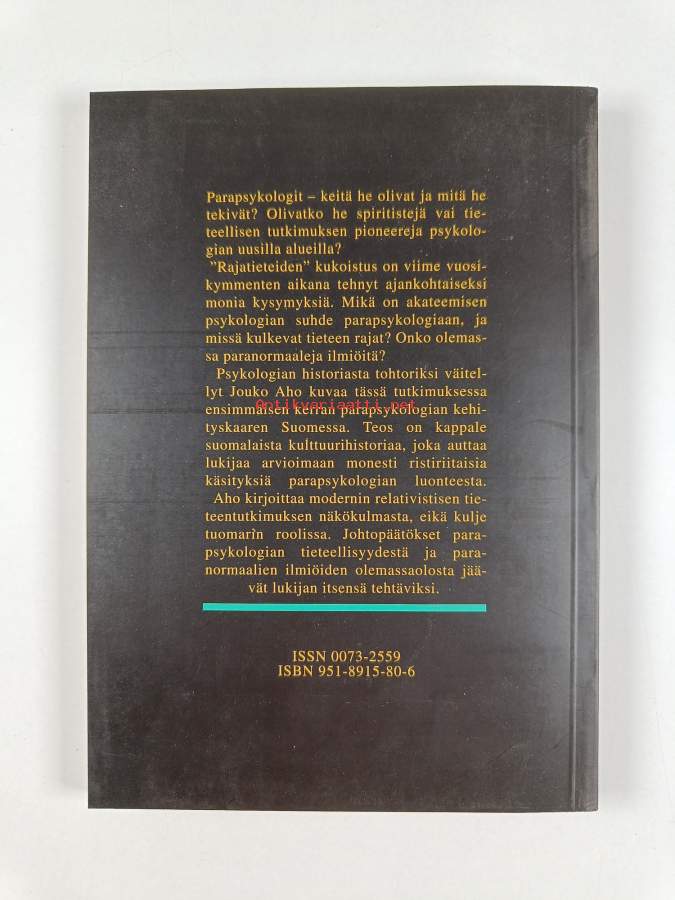 Parapsykologit – keitä he olivat ja mitä he
tekivät? Olivatko he spiritistejä vai tie-
teellisen tutkimuksen pioneereja psykolo-
gian uusilla alueilla?
”Rajatieteiden” kukoistus on viime vuosi-
kymmenten aikana tehnyt ajankohtaiseksi
monia kysymyksiä. Mikä on akateemisen
psykologian suhde parapsykologiaan, ja
missä kulkevat tieteen rajat? Onko olemas-
sa paranormaaleja ilmiöitä?
Psykologian historiasta tohtoriksi väitel-
lyt Jouko Aho kuvaa tässä tutkimuksessa
ensimmäisen kerran parapsykologian kehi-
Antikvariaatti.net
tyskaaren Suomessa. Teos on kappale
suomalaista kulttuurihistoriaa, joka auttaa
lukijaa arvioimaan monesti ristiriitaisia
käsityksiä parapsykologian luonteesta.
Aho kirjoittaa modernin relativistisen tie-
teentutkimuksen näkökulmasta, eikä kulje
tuomarin roolissa. Johtopäätökset para-
psykologian tieteellisyydestä ja para-
normaalien ilmiöiden olemassaolosta jää-
vät lukijan itsensä tehtäviksi.
ISSN 0073-2559
ISBN 951-8915-80-6